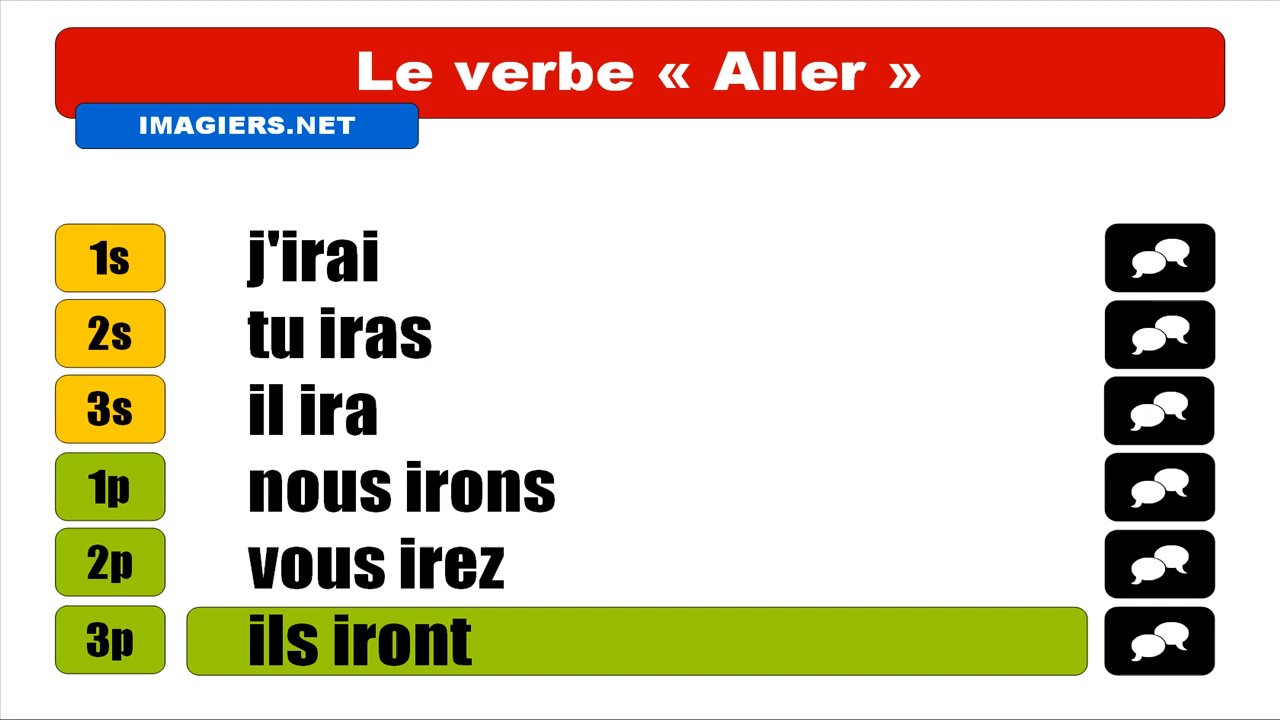 Le verbe « Aller »
IMAGIERS.NET
1s j'irai
2s tu iras
3s il ira
1p nous irons
2p vous irez
3p ils iront